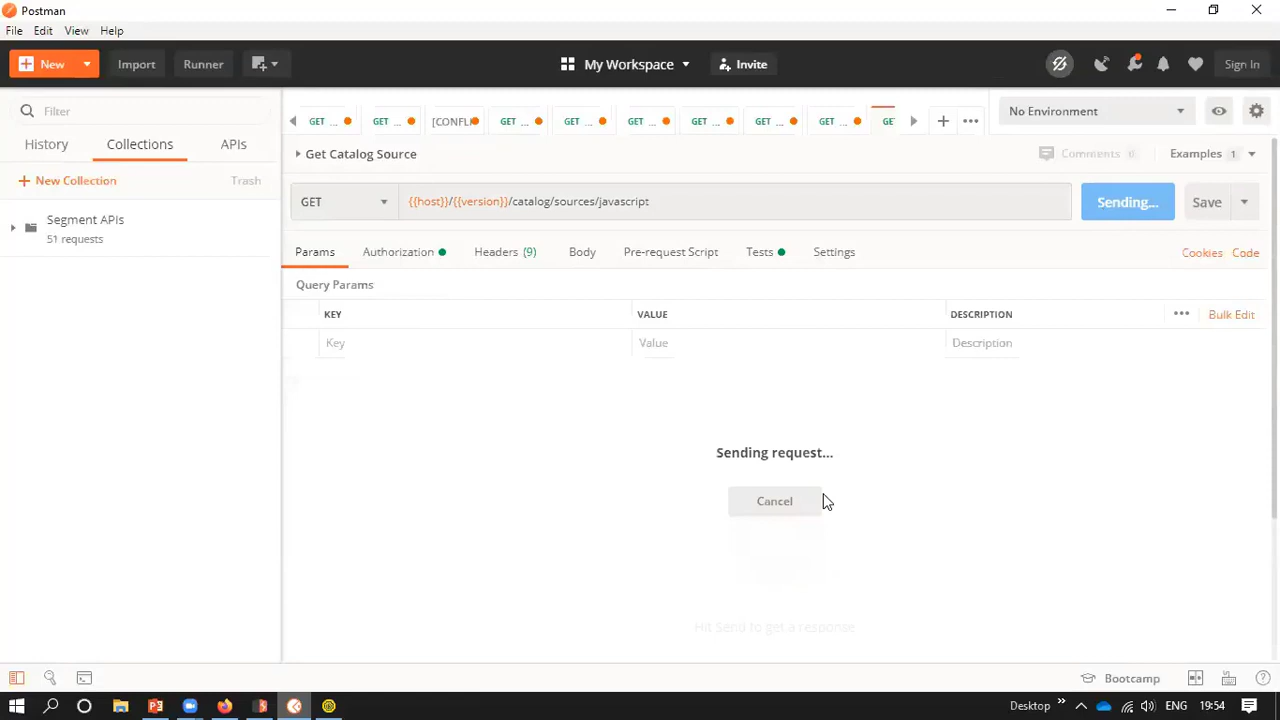 Postman
File Edit View Help
New Import Runner My Workspace Invite Sign In
Filter
GET ... GET ... [CONFLI GET ... GET ... GET ... GET ... GET ... GET ... GE No Environment
History Collections APIs
Get Catalog Source Comments 0 Examples 1
+ New Collection Trash
GET {{host}}/{{version}}/catalog/sources/javascript Sending... Save
Segment APIs
51 requests
Params Authorization Headers (9) Body Pre-request Script Tests Settings Cookies Code
Query Params
KEY VALUE DESCRIPTION ••• Bulk Edit
Key Value Description
Sending request...
Cancel
Hit Send to get a response
Bootcamp
Desktop ENG 19:54